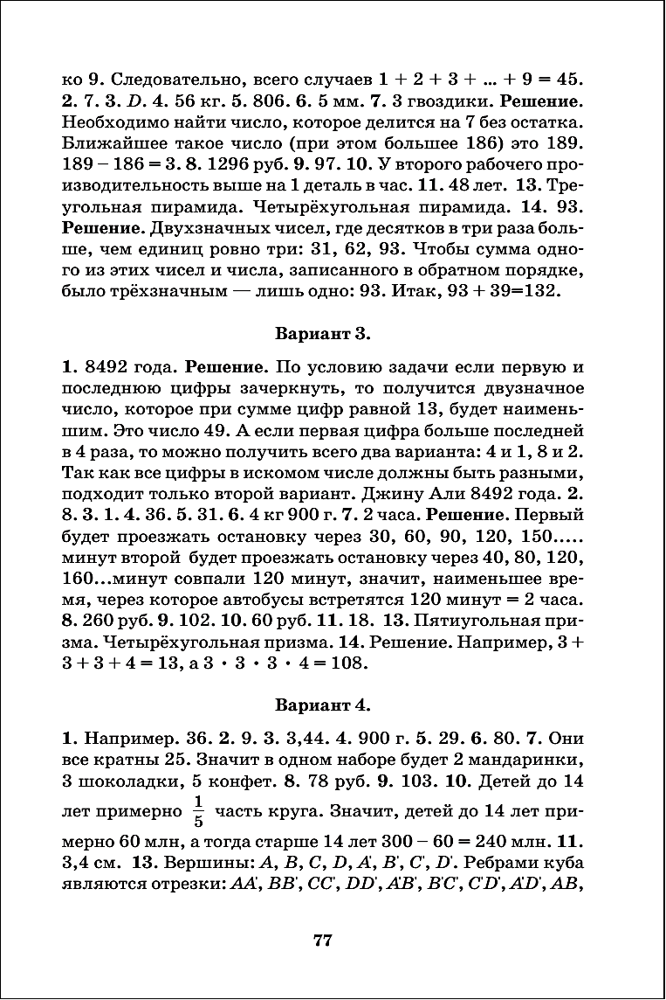 ко 9. Следовательно, всего случаев 1 + 2 + 3 + ... + 9 = 45.
2. 7. 3. D. 4. 56 кг. 5. 806. 6. 5 мм. 7. 3 гвоздики. Решение.
Необходимо найти число, которое делится на 7 без остатка.
Ближайшее такое число (при этом большее 186) это 189.
189 – 186 = 3. 8. 1296 руб. 9. 97. 10. У второго рабочего про-
изводительность выше на 1 деталь в час. 11. 48 лет. 13. Тре-
угольная пирамида. Четырёхугольная пирамида. 14. 93.
Решение. Двухзначных чисел, где десятков в три раза боль-
ше, чем единиц ровно три: 31, 62, 93. Чтобы сумма одно-
го из этих чисел и числа, записанного в обратном порядке,
было трёхзначным — лишь одно: 93. Итак, 93 + 39=132.
Вариант 3.
1. 8492 года. Решение. По условию задачи если первую и
последнюю цифры зачеркнуть, то получится двузначное
число, которое при сумме цифр равной 13, будет наимень-
шим. Это число 49. А если первая цифра больше последней
в 4 раза, то можно получить всего два варианта: 4 и 1, 8 и 2.
Так как все цифры в искомом числе должны быть разными,
подходит только второй вариант. Джину Али 8492 года. 2.
8. 3. 1. 4. 36. 5. 31. 6. 4 кг 900 г. 7. 2 часа. Решение. Первый
будет проезжать остановку через 30, 60, 90, 120, 150.....
минут второй будет проезжать остановку через 40, 80, 120,
160...минут совпали 120 минут, значит, наименьшее вре-
мя, через которое автобусы встретятся 120 минут = 2 часа.
8. 260 руб. 9. 102. 10. 60 руб. 11. 18. 13. Пятиугольная при-
зма. Четырёхугольная призма. 14. Решение. Например, 3 +
3 + 3 + 4 = 13, а 3 · 3 · 3 · 4 = 108.
Вариант 4.
1. Например. 36. 2. 9. 3. 3,44. 4. 900 г. 5. 29. 6. 80. 7. Они
все кратны 25. Значит в одном наборе будет 2 мандаринки,
3 шоколадки, 5 конфет. 8. 78 руб. 9. 103. 10. Детей до 14
лет примерно 1/5 часть круга. Значит, детей до 14 лет при-
мерно 60 млн, а тогда старше 14 лет 300 – 60 = 240 млн. 11.
3,4 см. 13. Вершины: A, B, C, D, A', B', C', D'. Ребрами куба
являются отрезки: AA', BB', CC', DD', A'B', B'C', C'D', A'D', AB,
77